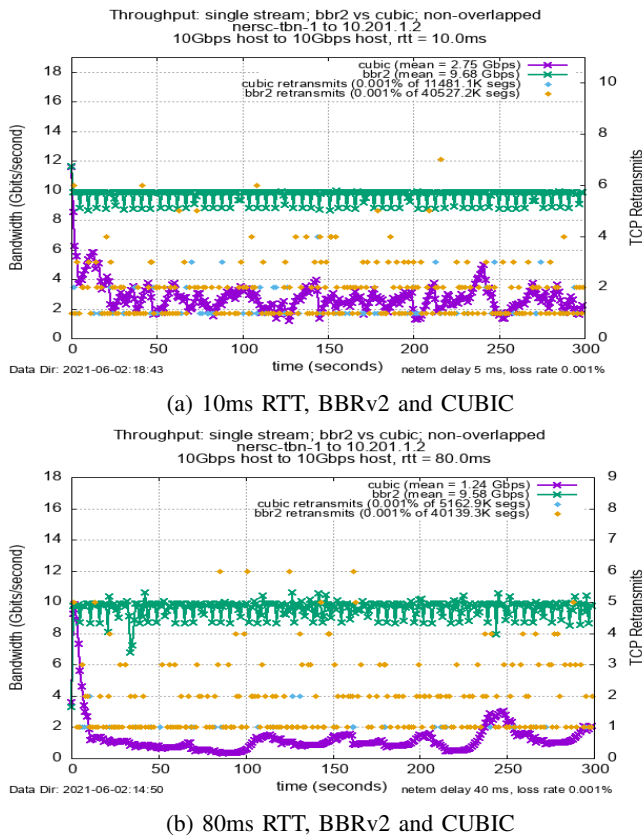 Throughput: single stream; bbr2 vs cubic; non-overlapped
nersc-tbn-1 to 10.201.1.2
10Gbps host to 10Gbps host, rtt = 10.0ms
cubic (mean = 2.75 Gbps)
bbr2 (mean = 9.68 Gbps)
cubic retransmits (0.001% of 11481.1K segs)
bbr2 retransmits (0.001% of 40527.2K segs)
Bandwidth (Gbits/second)
18
16
14
12
10
8
6
4
2
0
10
8
7
6
5
4
3
2
1
0
TCP Retransmits
0 50 100 150 200 250 300
time (seconds)
Data Dir: 2021-06-02:18:43
netem delay 5 ms, loss rate 0.001%
(a) 10ms RTT, BBRv2 and CUBIC
Throughput: single stream; bbr2 vs cubic; non-overlapped
nersc-tbn-1 to 10.201.1.2
10Gbps host to 10Gbps host, rtt = 80.0ms
cubic (mean = 1.24 Gbps)
bbr2 (mean = 9.58 Gbps)
cubic retransmits (0.001% of 5162.9K segs)
bbr2 retransmits (0.001% of 40139.3K segs)
Bandwidth (Gbits/second)
18
16
14
12
10
8
6
4
2
0
9
8
7
6
5
4
3
2
1
0
TCP Retransmits
0 50 100 150 200 250 300
time (seconds)
Data Dir: 2021-06-02:14:50
netem delay 40 ms, loss rate 0.001%
(b) 80ms RTT, BBRv2 and CUBIC